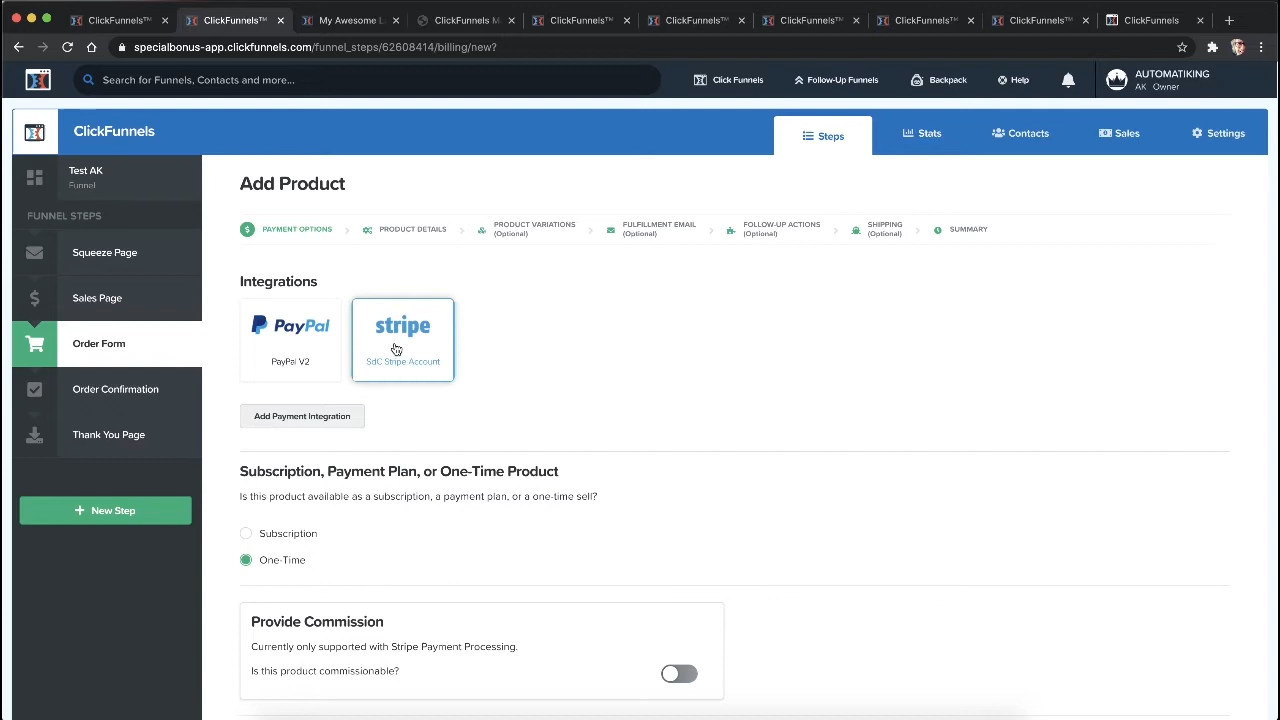 ClickFunnels™
ClickFunnels™
My Awesome L
ClickFunnels M
ClickFunnels™
ClickFunnels™
ClickFunnels™
ClickFunnels™
ClickFunnels™
ClickFunnels
specialbonus-app.clickfunnels.com/funnel_steps/62608414/billing/new?
Search for Funnels, Contacts and more...
Click Funnels
Follow-Up Funnels
Backpack
Help
AUTOMATIKING
AK Owner
ClickFunnels
Steps
Stats
Contacts
Sales
Settings
Test AK
Funnel
FUNNEL STEPS
Squeeze Page
Sales Page
Order Form
Order Confirmation
Thank You Page
+ New Step
Add Product
PAYMENT OPTIONS
PRODUCT DETAILS
PRODUCT VARIATIONS
(Optional)
FULFILLMENT EMAIL
(Optional)
FOLLOW-UP ACTIONS
(Optional)
SHIPPING
(Optional)
SUMMARY
Integrations
PayPal
PayPal V2
stripe
SdC Stripe Account
Add Payment Integration
Subscription, Payment Plan, or One-Time Product
Is this product available as a subscription, a payment plan, or a one-time sell?
Subscription
One-Time
Provide Commission
Currently only supported with Stripe Payment Processing.
Is this product commissionable?